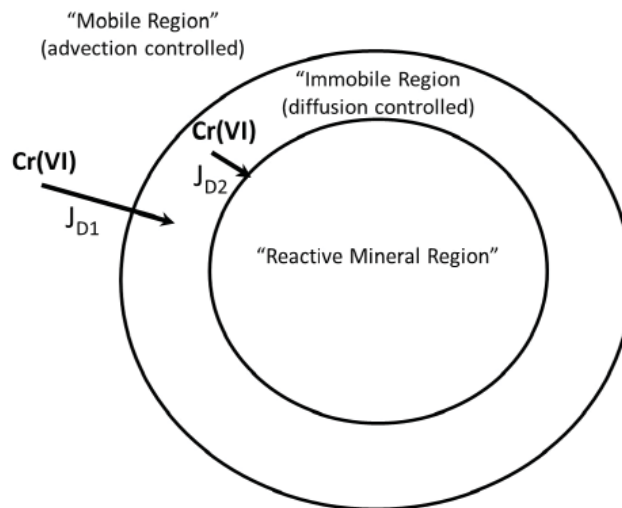 “Mobile Region”
(advection controlled)
“Immobile Region
(diffusion controlled)
Cr(VI)
Cr(VI)
J_D2
J_D1
“Reactive Mineral Region”